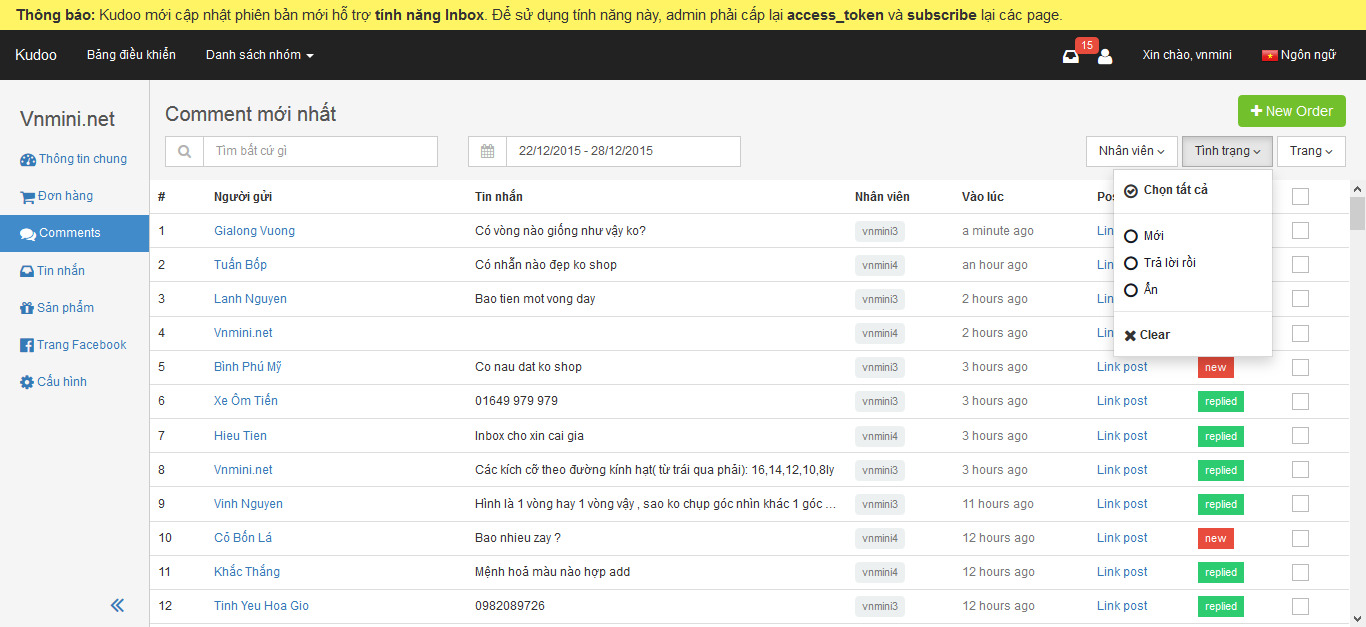 Thông báo: Kudoo mới cập nhật phiên bản mới hỗ trợ tính năng Inbox. Để sử dụng tính năng này, admin phải cấp lại access_token và subscribe lại các page.
Kudoo Bảng điều khiển Danh sách nhóm 15 Xin chào, vnmini Ngôn ngữ
Vnmini.net
Thông tin chung
Đơn hàng
Comments
Tin nhắn
Sản phẩm
Trang Facebook
Cấu hình
Comment mới nhất
New Order
Tìm bất cứ gì 22/12/2015 - 28/12/2015 Nhân viên Tình trạng Trang
Chọn tất cả
Mới
Trả lời rồi
Ẩn
Clear
# Người gửi Tin nhắn Nhân viên Vào lúc
1 Gialong Vuong Có vòng nào giống như vậy ko? vnmini3 a minute ago
2 Tuấn Bốp Có nhẫn nào đẹp ko shop vnmini4 an hour ago
3 Lanh Nguyen Bao tien mot vong day vnmini3 2 hours ago
4 Vnmini.net vnmini4 2 hours ago
5 Bình Phú Mỹ Co nau dat ko shop vnmini3 3 hours ago Link post new
6 Xe Ôm Tiến 01649 979 979 vnmini3 3 hours ago Link post replied
7 Hieu Tien Inbox cho xin cai gia vnmini4 3 hours ago Link post replied
8 Vnmini.net Các kích cỡ theo đường kính hạt( từ trái qua phải): 16,14,12,10,8ly vnmini3 3 hours ago Link post replied
9 Vinh Nguyen Hình là 1 vòng hay 1 vòng vậy , sao ko chụp góc nhìn khác 1 góc ... vnmini3 11 hours ago Link post replied
10 Cỏ Bốn Lá Bao nhieu zay ? vnmini4 12 hours ago Link post new
11 Khắc Thắng Mệnh hoả màu nào hợp add vnmini4 12 hours ago Link post replied
12 Tinh Yeu Hoa Gio 0982089726 vnmini3 12 hours ago Link post replied